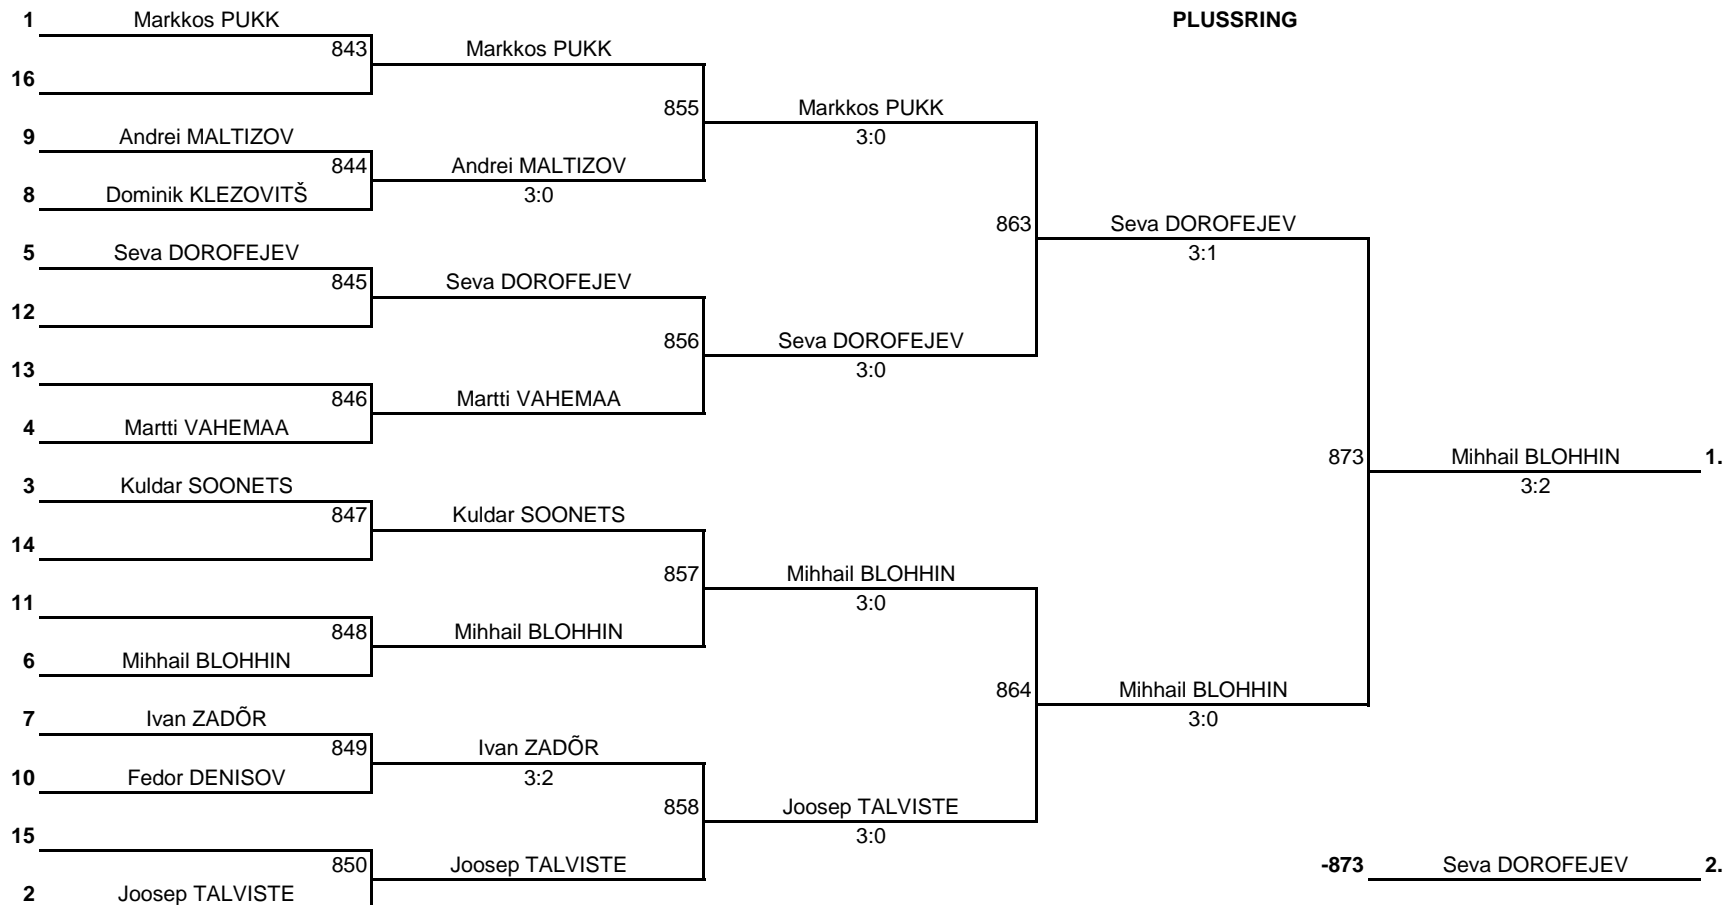 1 Markkos PUKK PLUSSRING
843 Markkos PUKK
16
855 Markkos PUKK
3:0
9 Andrei MALTIZOV
844 Andrei MALTIZOV
3:0
8 Dominik KLEZOVITŠ
863 Seva DOROFEJEV
3:1
5 Seva DOROFEJEV
845 Seva DOROFEJEV
12
856 Seva DOROFEJEV
3:0
13
846 Martti VAHEMAA
4 Martti VAHEMAA
873 Mihhail BLOHHIN 1.
3:2
3 Kuldar SOONETS
847 Kuldar SOONETS
14
857 Mihhail BLOHHIN
3:0
11
848 Mihhail BLOHHIN
6 Mihhail BLOHHIN
864 Mihhail BLOHHIN
3:0
7 Ivan ZADÕR
849 Ivan ZADÕR
3:2
10 Fedor DENISOV
858 Joosep TALVISTE
3:0
15
850 Joosep TALVISTE
2 Joosep TALVISTE
-873 Seva DOROFEJEV 2.